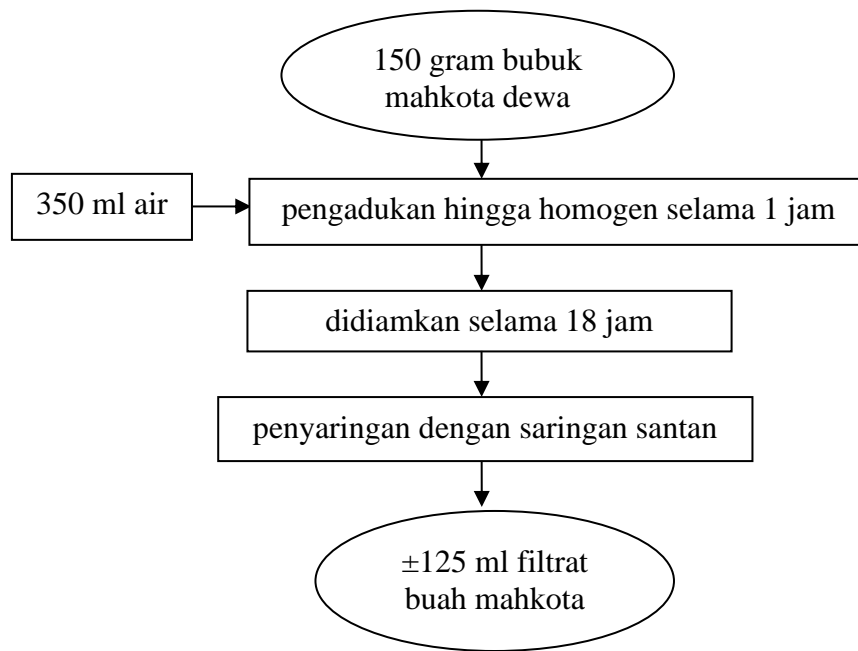 150 gram bubuk
mahkota dewa
350 ml air
pengadukan hingga homogen selama 1 jam
didiamkan selama 18 jam
penyaringan dengan saringan santan
±125 ml filtrat
buah mahkota